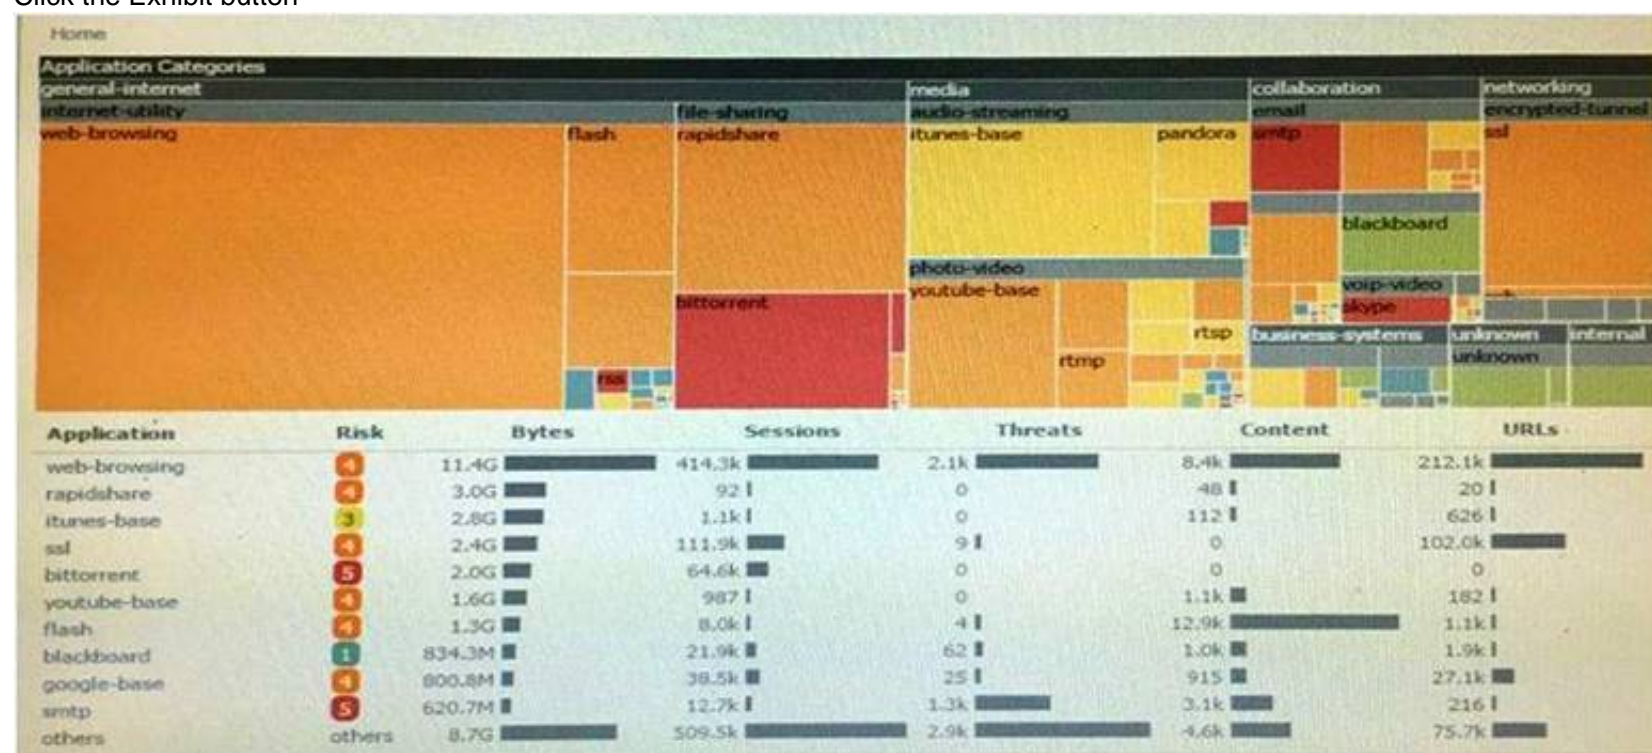 Click the Exhibit button
Home
Application Categories
general-internet media collaboration networking
internet-utility file-sharing audio-streaming email encrypted-tunnel
web-browsing flash rapidshare itunes-base pandora smtp ssl
blackboard
photo-video
voip-video
youtube-base
bittorrent skype
rtsp business-systems unknown internal
rtmp unknown
rss
Application Risk Bytes Sessions Threats Content URLs
web-browsing 4 11.4G 414.3k 2.1k 8.4k 212.1k
rapidshare 4 3.0G 92 0 48 20
itunes-base 3 2.8G 1.1k 0 112 626
ssl 4 2.4G 111.9k 9 0 102.0k
bittorrent 5 2.0G 64.6k 0 0 0
youtube-base 4 1.6G 987 0 1.1k 182
flash 4 1.3G 8.0k 4 12.9k 1.1k
blackboard 1 834.3M 21.9k 62 1.0k 1.9k
google-base 4 800.8M 38.5k 25 915 27.1k
smtp 5 620.7M 12.7k 1.3k 3.1k 216
others others 8.7G 509.5k 2.9k 4.6k 75.7k